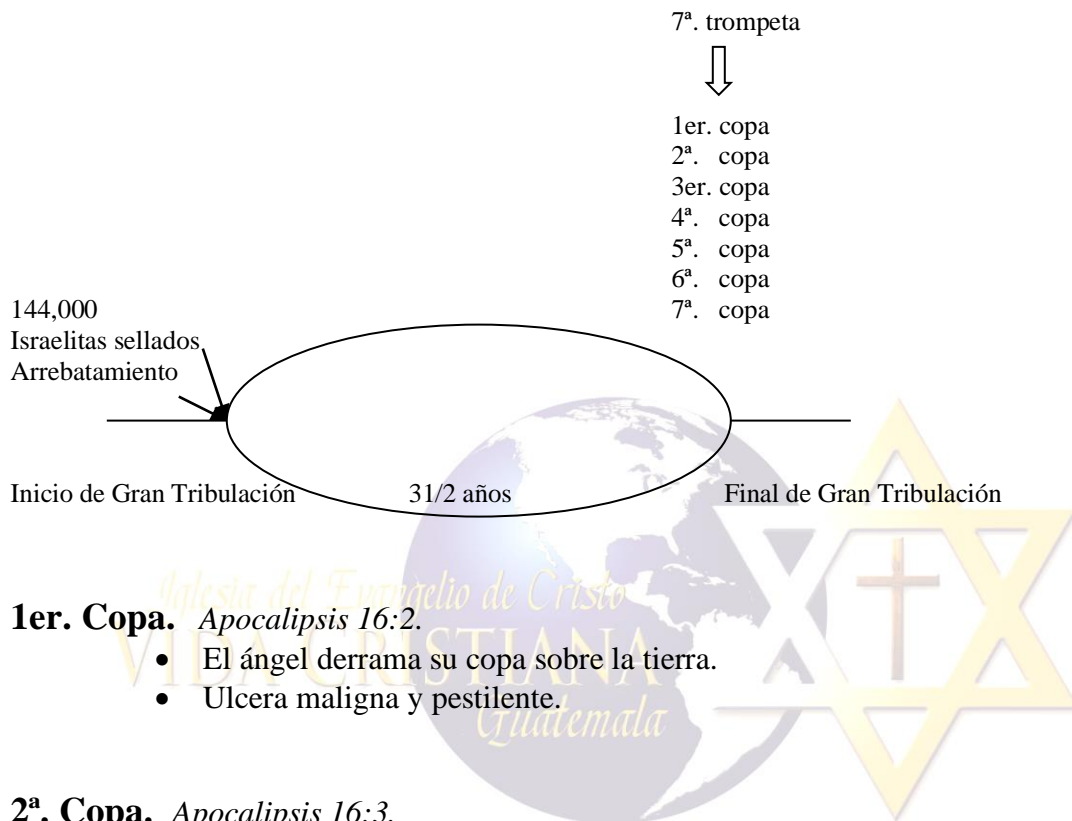 7ª. trompeta
1er. copa
2ª. copa
3er. copa
4ª. copa
5ª. copa
6ª. copa
7ª. copa
144,000
Israelitas sellados
Arrebatamiento
Inicio de Gran Tribulación 31/2 años Final de Gran Tribulación
Iglesia del Evangelio de Cristo
VIDA CRISTIANA
Guatemala
1er. Copa. Apocalipsis 16:2.
• El ángel derrama su copa sobre la tierra.
• Ulcera maligna y pestilente.
2ª. Copa. Apocalipsis 16:3.